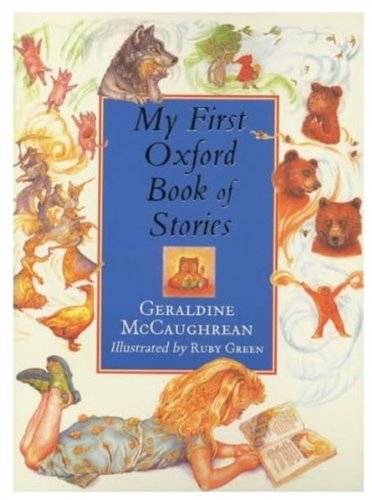 My First
Oxford
Book of
Stories
GERALDINE
MCCAUGHREAN
Illustrated by RUBY GREEN